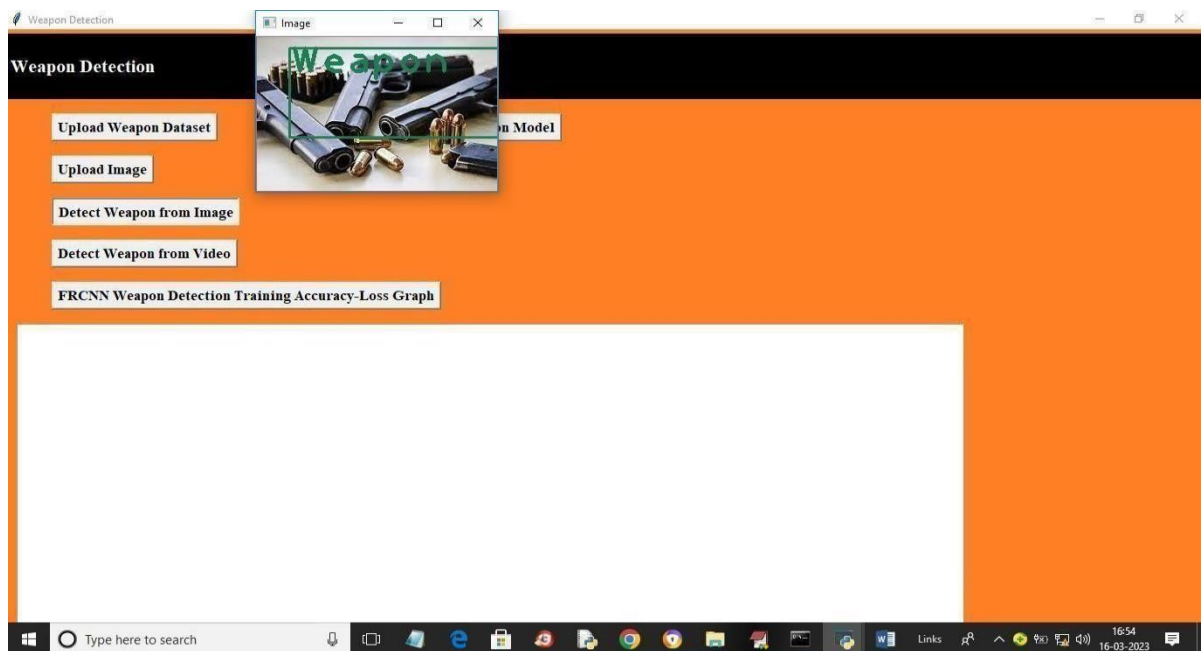 Weapon Detection
Image
Weapon Detection
Weapon
Upload Weapon Dataset
on Model
Upload Image
Detect Weapon from Image
Detect Weapon from Video
FRCNN Weapon Detection Training Accuracy-Loss Graph
Type here to search
Links
16:54
16-03-2023